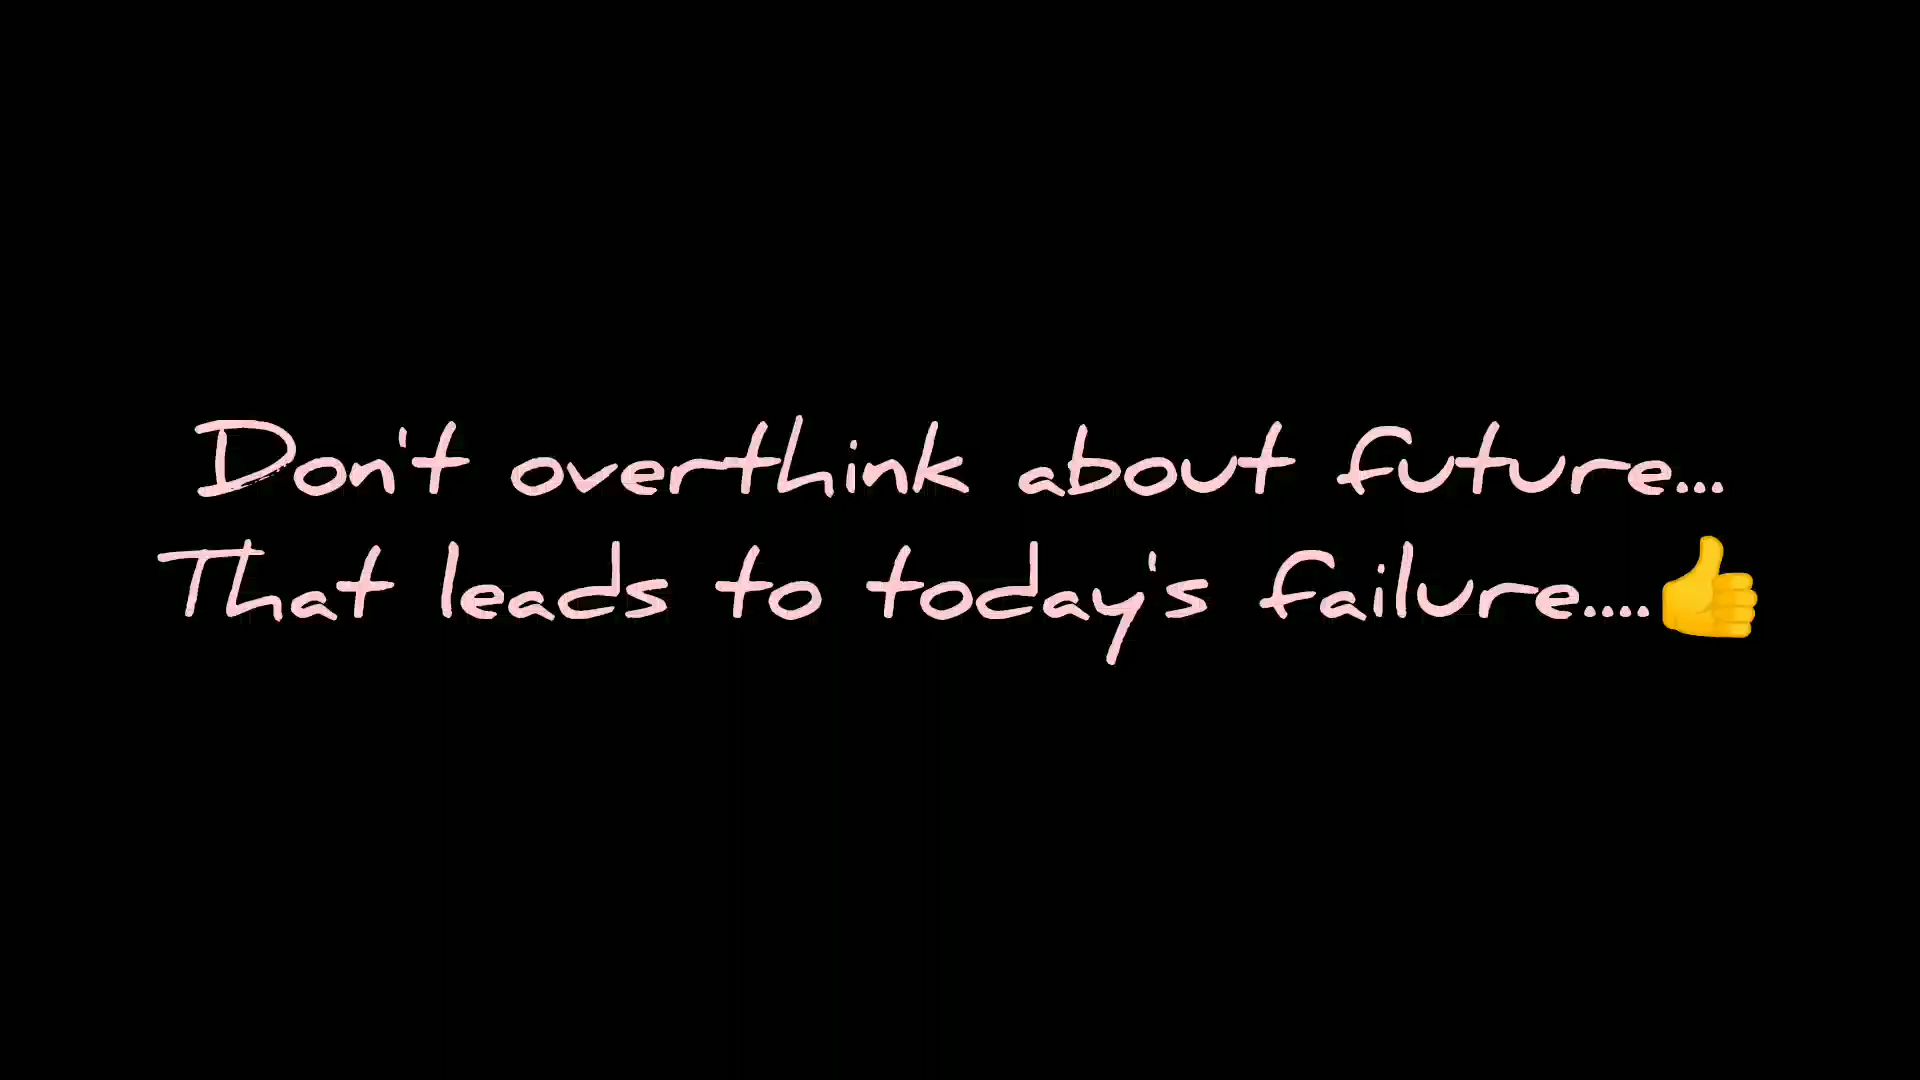 Don't overthink about future...
That leads to today's failure....👍